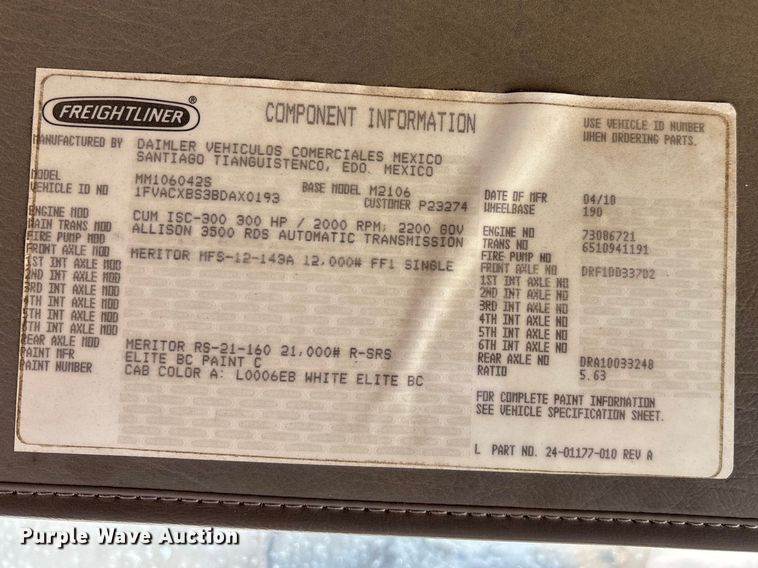 FREIGHTLINER®
COMPONENT INFORMATION
USE VEHICLE ID NUMBER
WHEN ORDERING PARTS.
MANUFACTURED BY DAIMLER VEHICULOS COMERCIALES MEXICO
SANTIAGO TIANGUISTENCO, EDO. MEXICO
MODEL MM106042S BASE MODEL M2106
VEHICLE ID NO 1FVACXBS3BDAX0193 CUSTOMER P23274
DATE OF MFR 04/10
WHEELBASE 190
ENGINE MOD CUM ISC-300 300 HP / 2000 RPM, 2200 GOV
MAIN TRANS MOD ALLISON 3500 RDS AUTOMATIC TRANSMISSION
FIRE PUMP MOD
FRONT AXLE MOD MERITOR MFS-12-143A 12,000# FF1 SINGLE
1ST INT AXLE MOD
2ND INT AXLE MOD
3RD INT AXLE MOD
4TH INT AXLE MOD
5TH INT AXLE MOD
6TH INT AXLE MOD
REAR AXLE MOD MERITOR RS-21-160 21,000# R-SRS
PAINT MFR ELITE BC PAINT C
PAINT NUMBER CAB COLOR A: L0006EB WHITE ELITE BC
ENGINE NO 73086721
TRANS NO 6510941191
FIRE PUMP NO
FRONT AXLE NO DRF10033702
1ST INT AXLE NO
2ND INT AXLE NO
3RD INT AXLE NO
4TH INT AXLE NO
5TH INT AXLE NO
6TH INT AXLE NO
REAR AXLE NO DRA10033248
RATIO 5.63
FOR COMPLETE PAINT INFORMATION
SEE VEHICLE SPECIFICATION SHEET.
L PART NO. 24-01177-010 REV A
Purple Wave Auction